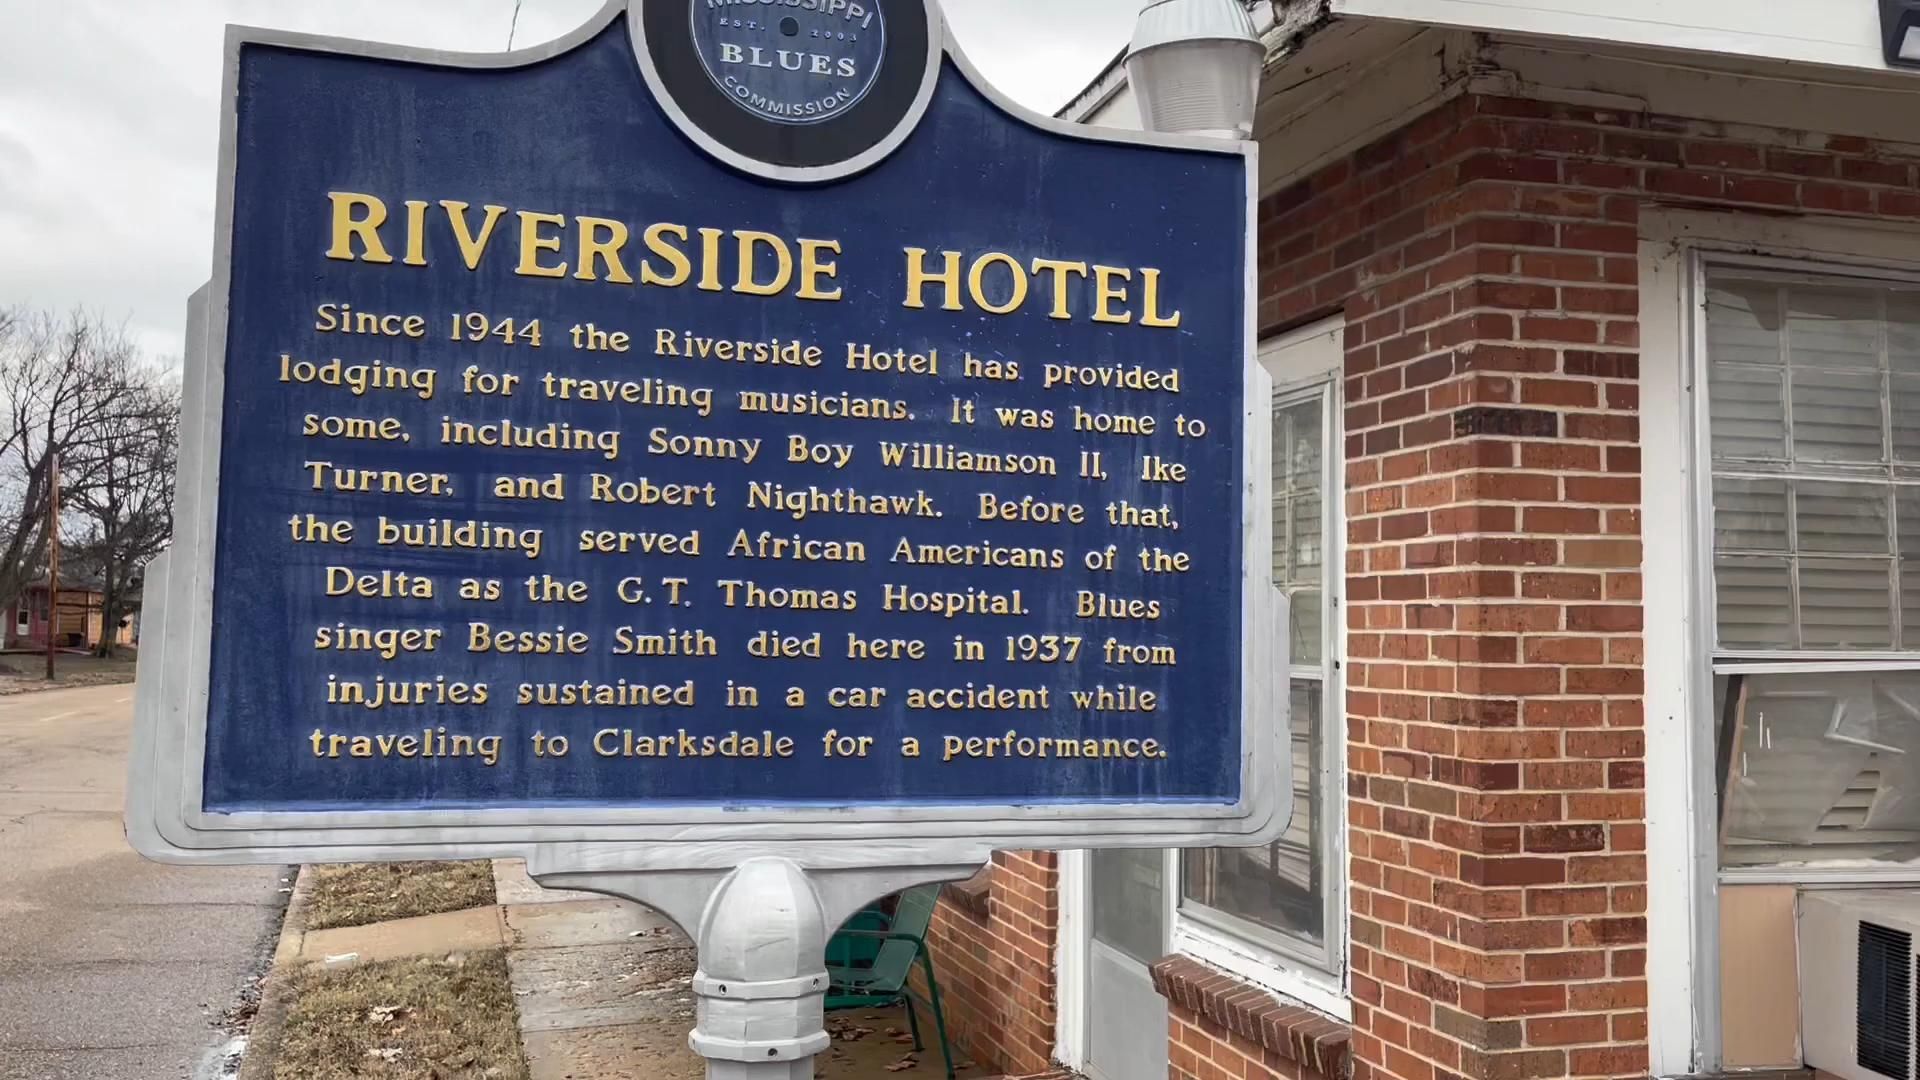 MISSISSIPPI
EST. 2003
BLUES
COMMISSION
RIVERSIDE HOTEL
Since 1944 the Riverside Hotel has provided
lodging for traveling musicians. It was home to
some, including Sonny Boy Williamson II, Ike
Turner, and Robert Nighthawk. Before that,
the building served African Americans of the
Delta as the G.T. Thomas Hospital. Blues
singer Bessie Smith died here in 1937 from
injuries sustained in a car accident while
traveling to Clarksdale for a performance.